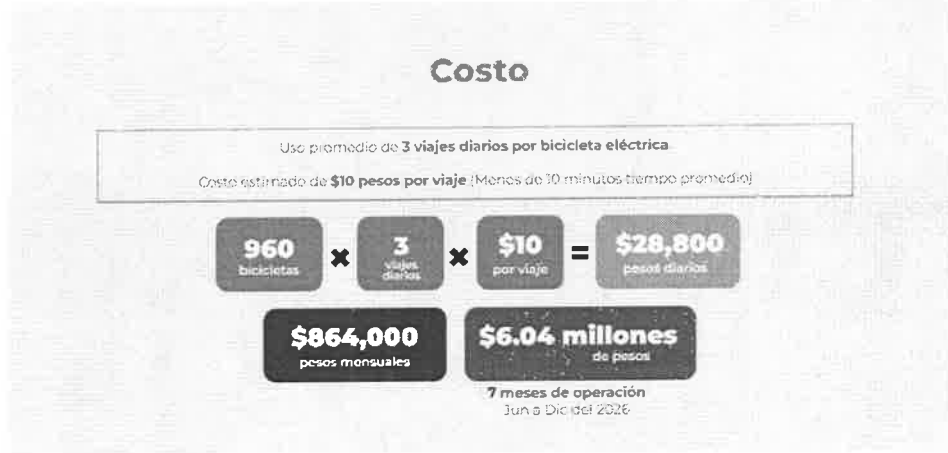 Costo
Uso promedio de 3 viajes diarios por bicicleta eléctrica
Costo estimado de $10 pesos por viaje (Menos de 10 minutos tiempo promedio)
960
bicicletas
✖
3
viajes
diarios
✖
$10
por viaje
=
$28,800
pesos diarios
$864,000
pesos mensuales
$6.04 millones
de pesos
7 meses de operación
Jun a Dic del 2026